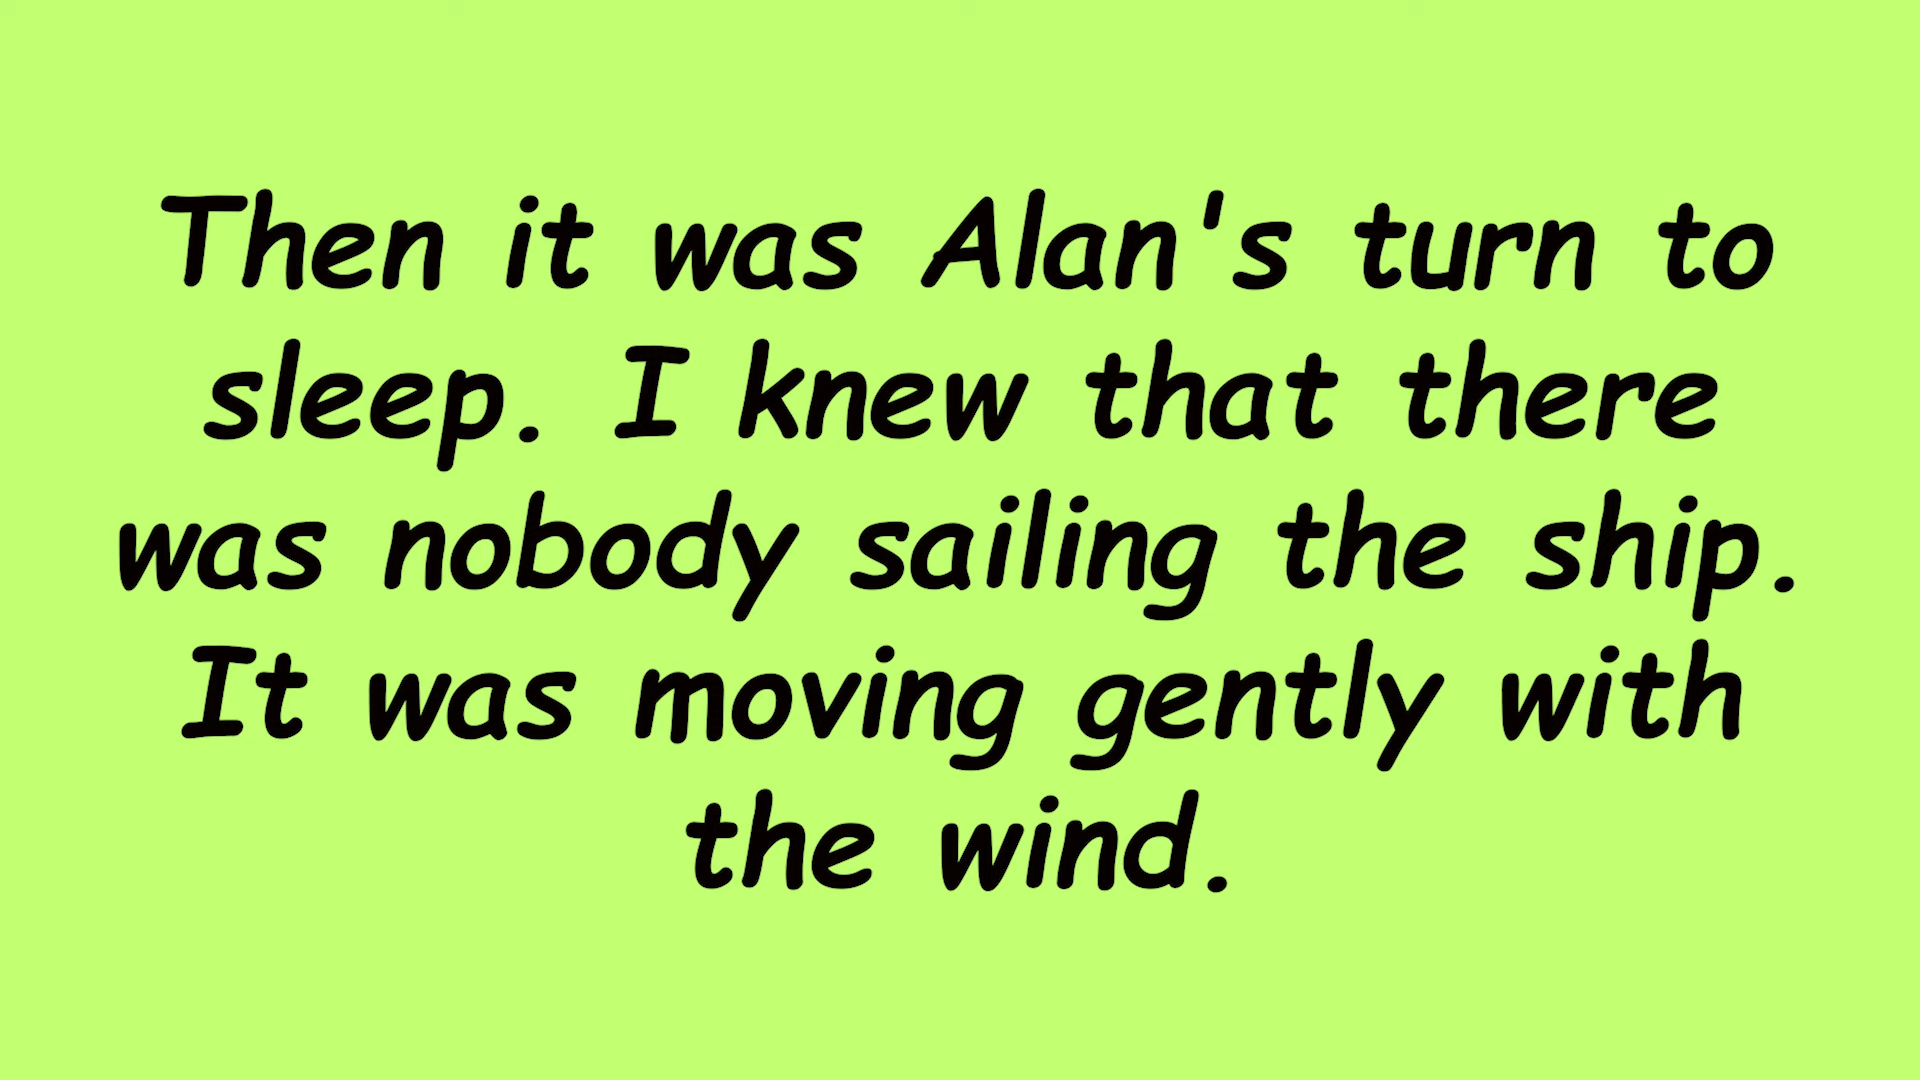 Then it was Alan's turn to
sleep. I knew that there
was nobody sailing the ship.
It was moving gently with
the wind.